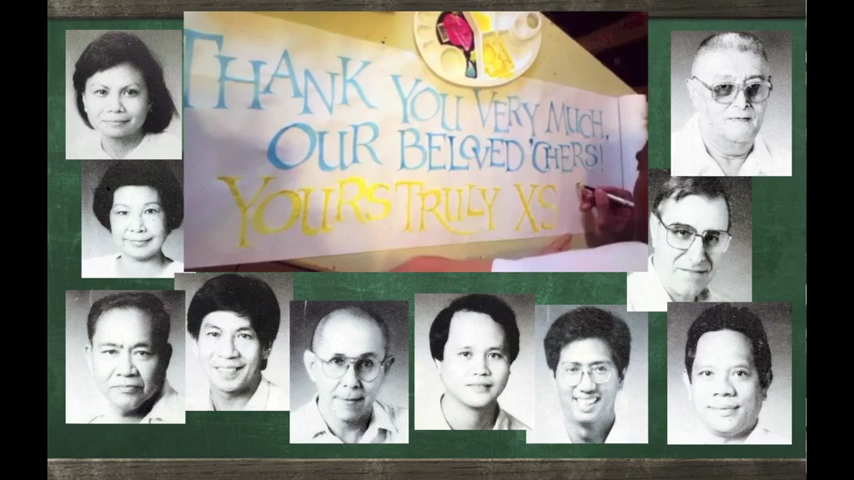 THANK YOU VERY MUCH,
OUR BELOVED 'CHERS!
YOURS TRULY XS